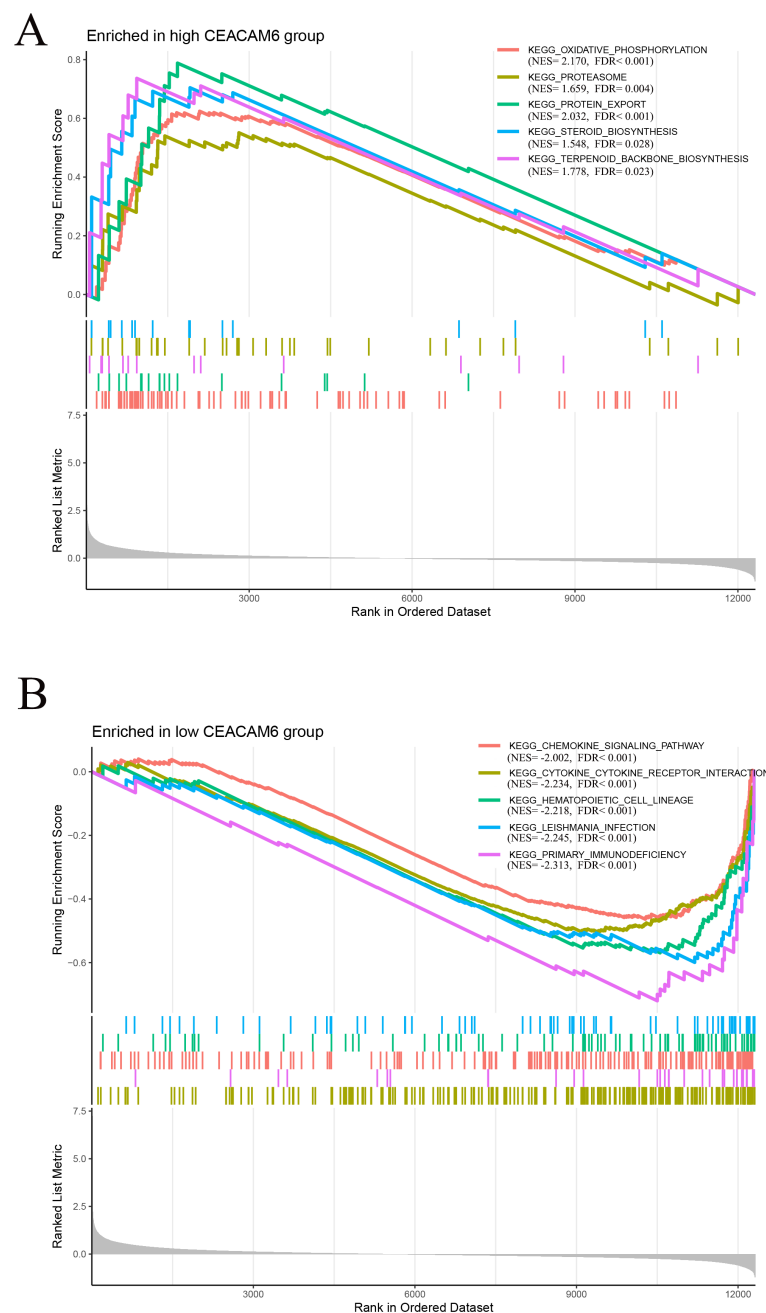 A
Enriched in high CEACAM6 group
Running Enrichment Score
0.8
0.6
0.4
0.2
0.0
KEGG_OXIDATIVE_PHOSPHORYLATION
(NES= 2.170, FDR< 0.001)
KEGG_PROTEASOME
(NES= 1.659, FDR= 0.004)
KEGG_PROTEIN_EXPORT
(NES= 2.032, FDR< 0.001)
KEGG_STEROID_BIOSYNTHESIS
(NES= 1.548, FDR= 0.028)
KEGG_TERPENOID_BACKBONE_BIOSYNTHESIS
(NES= 1.778, FDR= 0.023)
Ranked List Metric
7.5
5.0
2.5
0.0
3000 6000 9000 12000
Rank in Ordered Dataset
B
Enriched in low CEACAM6 group
Running Enrichment Score
0.0
−0.2
−0.4
−0.6
KEGG_CHEMOKINE_SIGNALING_PATHWAY
(NES= -2.002, FDR< 0.001)
KEGG_CYTOKINE_CYTOKINE_RECEPTOR_INTERACTION
(NES= -2.234, FDR< 0.001)
KEGG_HEMATOPOIETIC_CELL_LINEAGE
(NES= -2.218, FDR< 0.001)
KEGG_LEISHMANIA_INFECTION
(NES= -2.245, FDR< 0.001)
KEGG_PRIMARY_IMMUNODEFICIENCY
(NES= -2.313, FDR< 0.001)
Ranked List Metric
7.5
5.0
2.5
0.0
3000 6000 9000 12000
Rank in Ordered Dataset